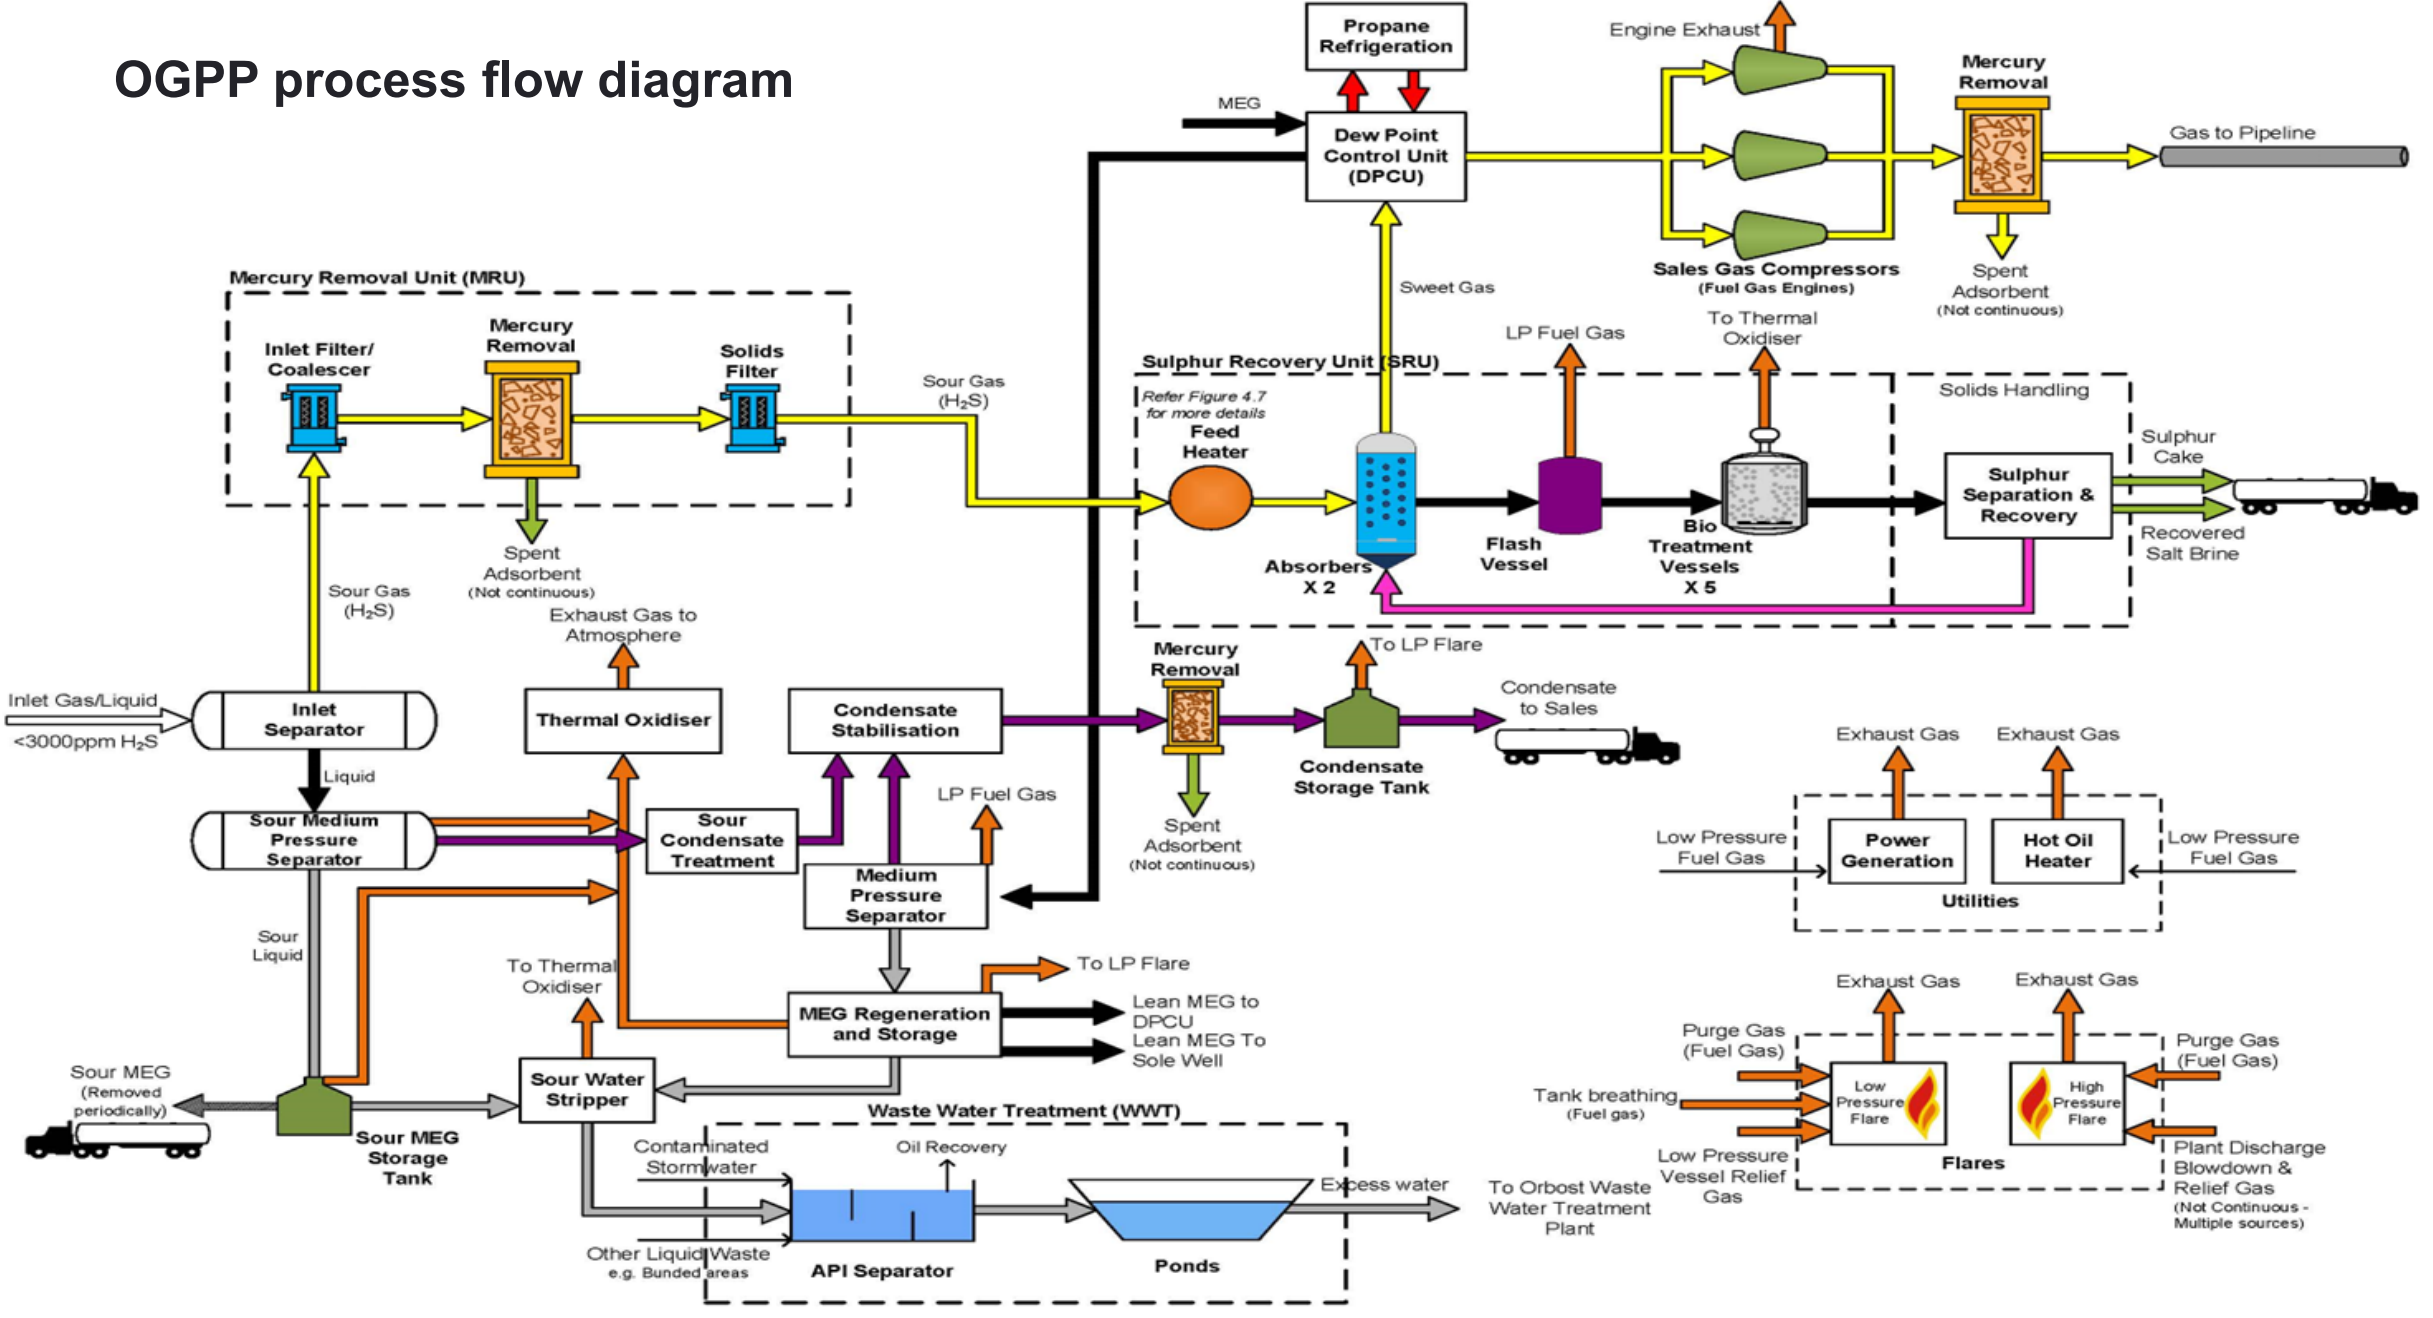 OGPP process flow diagram
Propane
Refrigeration
Engine Exhaust
Mercury
Removal
MEG
Dew Point
Control Unit
(DPCU)
Gas to Pipeline
Sales Gas Compressors
(Fuel Gas Engines)
Spent
Adsorbent
(Not continuous)
Sweet Gas
Mercury Removal Unit (MRU)
Inlet Filter/
Coalescer
Mercury
Removal
Solids
Filter
Spent
Adsorbent
(Not continuous)
Sour Gas
(H₂S)
Sour Gas
(H₂S)
Sulphur Recovery Unit (SRU)
Refer Figure 4.7
for more details
Feed
Heater
Absorbers
X 2
LP Fuel Gas
Flash
Vessel
To Thermal
Oxidiser
Bio
Treatment
Vessels
X 5
Solids Handling
Sulphur
Separation &
Recovery
Sulphur
Cake
Recovered
Salt Brine
Inlet Gas/Liquid
<3000ppm H₂S
Inlet
Separator
Liquid
Sour Medium
Pressure
Separator
Exhaust Gas to
Atmosphere
Thermal Oxidiser
Condensate
Stabilisation
Sour
Condensate
Treatment
LP Fuel Gas
Medium
Pressure
Separator
Mercury
Removal
Spent
Adsorbent
(Not continuous)
To LP Flare
Condensate
Storage Tank
Condensate
to Sales
Sour
Liquid
To Thermal
Oxidiser
To LP Flare
MEG Regeneration
and Storage
Lean MEG to
DPCU
Lean MEG To
Sole Well
Sour MEG
(Removed
periodically)
Sour MEG
Storage
Tank
Sour Water
Stripper
Waste Water Treatment (WWT)
Contaminated
Stormwater
Oil Recovery
Other Liquid Waste
e.g. Bunded areas
API Separator
Ponds
Excess water
To Orbost Waste
Water Treatment
Plant
Exhaust Gas
Exhaust Gas
Low Pressure
Fuel Gas
Power
Generation
Hot Oil
Heater
Low Pressure
Fuel Gas
Utilities
Exhaust Gas
Exhaust Gas
Purge Gas
(Fuel Gas)
Tank breathing
(Fuel gas)
Low Pressure
Vessel Relief
Gas
Low
Pressure
Flare
High
Pressure
Flare
Flares
Purge Gas
(Fuel Gas)
Plant Discharge
Blowdown &
Relief Gas
(Not Continuous -
Multiple sources)